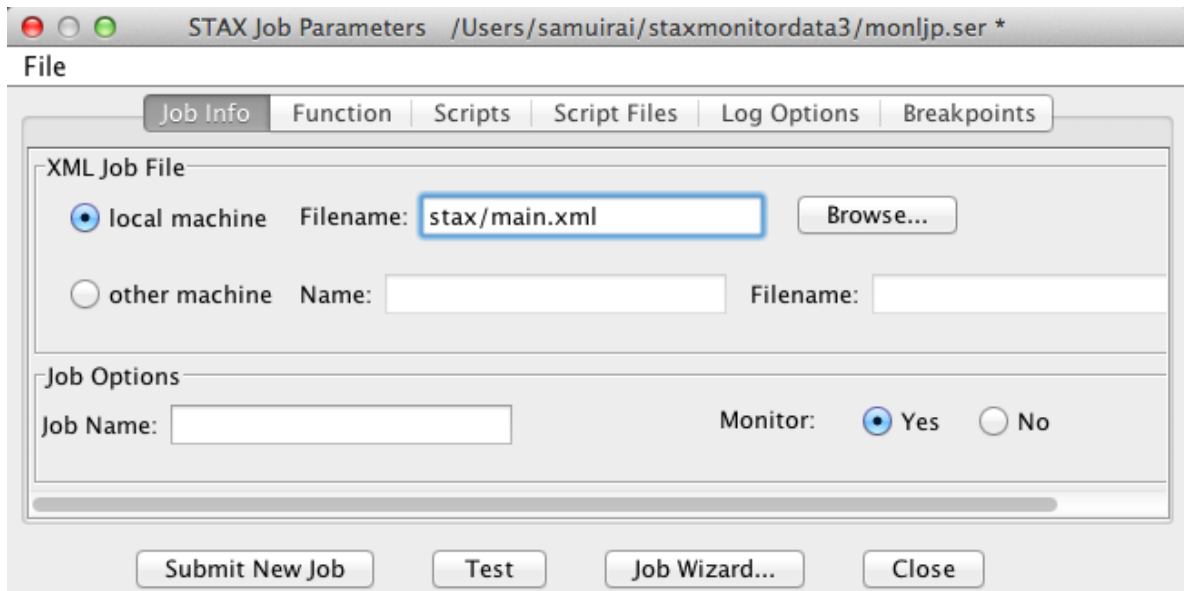 STAX Job Parameters /Users/samuirai/staxmonitordata3/monljp.ser *
File
Job Info Function Scripts Script Files Log Options Breakpoints
XML Job File
local machine Filename: stax/main.xml Browse...
other machine Name: Filename:
Job Options
Job Name: Monitor: Yes No
Submit New Job Test Job Wizard... Close